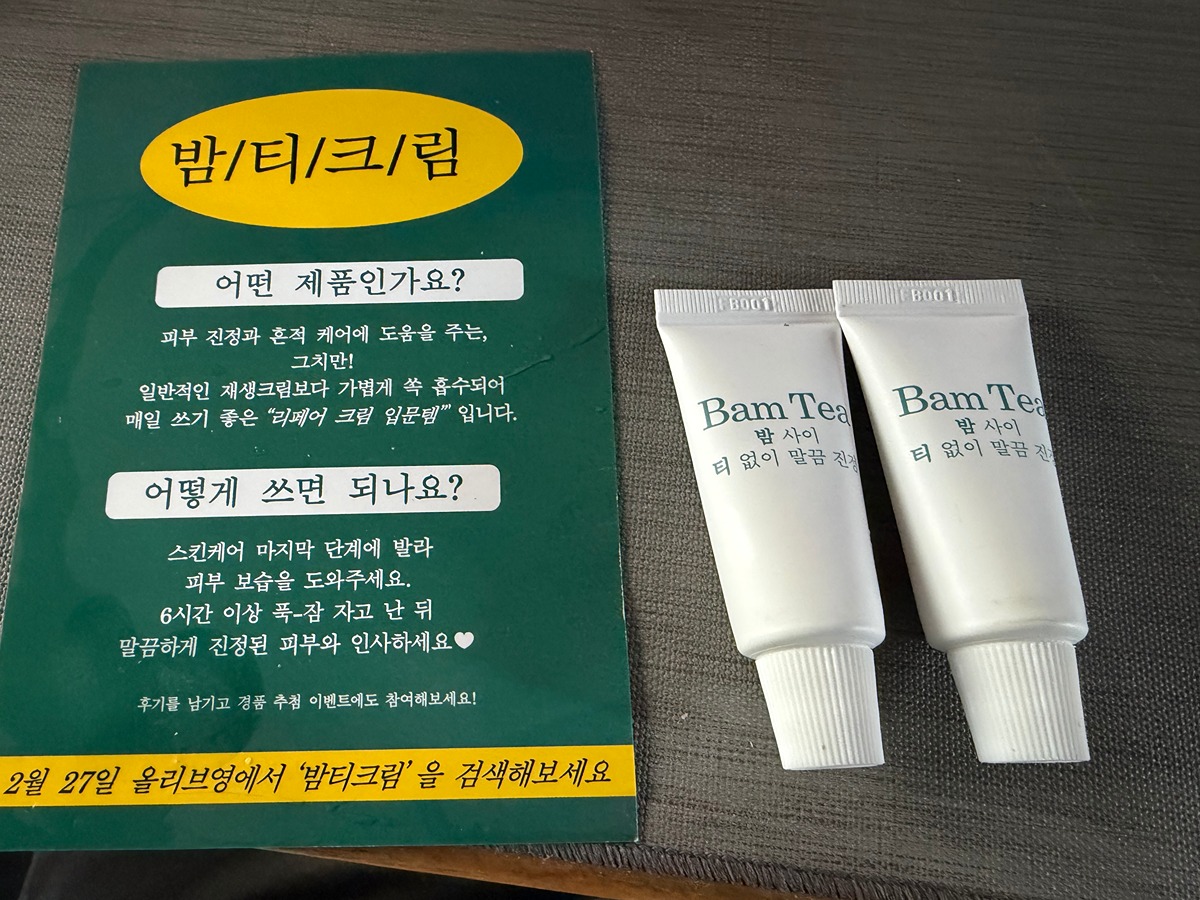 밤/티/크/림
어떤 제품인가요?
피부 진정과 흔적 케어에 도움을 주는,
그치만!
일반적인 재생크림보다 가볍게 쏙 흡수되어
매일 쓰기 좋은 “리페어 크림 입문템”” 입니다.
어떻게 쓰면 되나요?
스킨케어 마지막 단계에 발라
피부 보습을 도와주세요.
6시간 이상 푹-잠 자고 난 뒤
말끔하게 진정된 피부와 인사하세요🤍
후기를 남기고 경품 추첨 이벤트에도 참여해보세요!
2월 27일 올리브영에서 ‘밤티크림’을 검색해보세요
B001
Bam Tea
밤 사이
티 없이 말끔 진정
B001
Bam Tea
밤 사이
티 없이 말끔